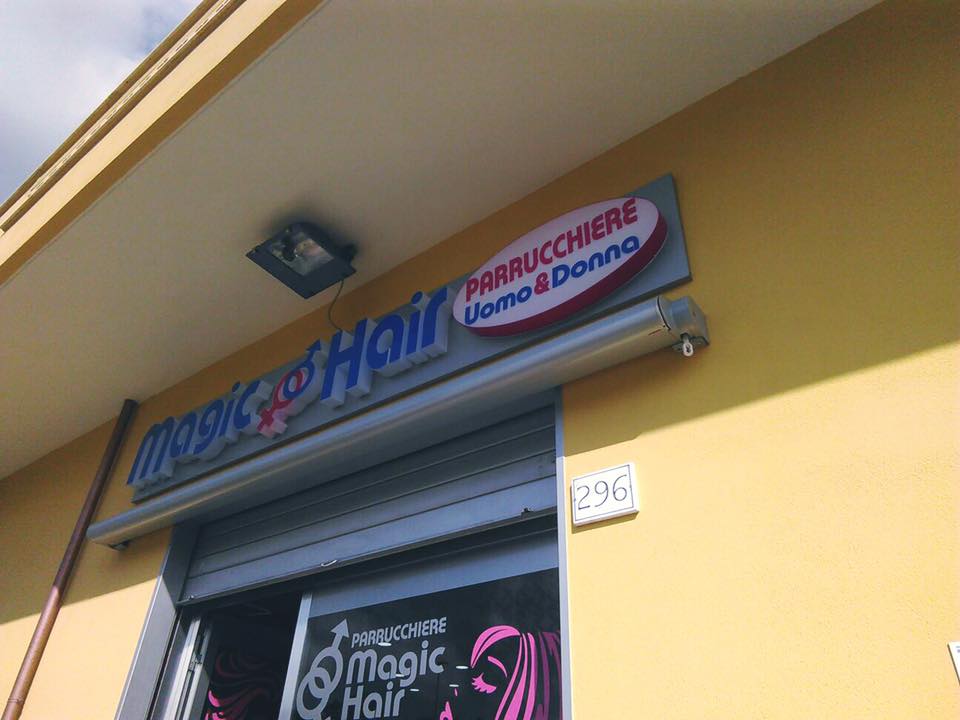 Magic Hair
PARRUCCHIERE
Uomo & Donna
296
PARRUCCHIERE
Magic
Hair